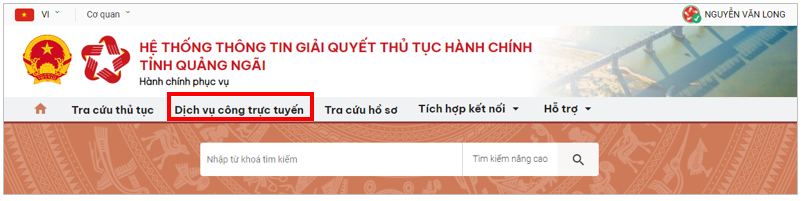 VI Cơ quan NGUYỄN VĂN LONG
HỆ THỐNG THÔNG TIN GIẢI QUYẾT THỦ TỤC HÀNH CHÍNH
TỈNH QUẢNG NGÃI
Hành chính phục vụ
Tra cứu thủ tục Dịch vụ công trực tuyến Tra cứu hồ sơ Tích hợp kết nối Hỗ trợ
Nhập từ khoá tìm kiếm Tìm kiếm nâng cao